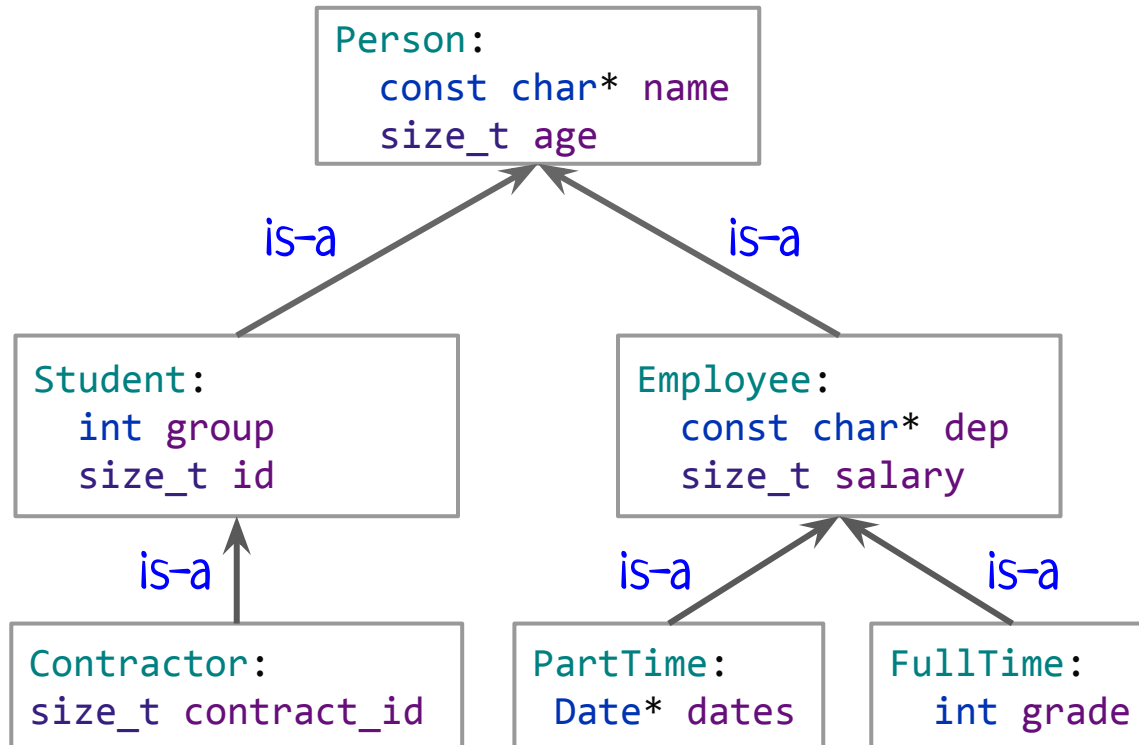 Person:
const char* name
size_t age
is-a
is-a
Student:
int group
size_t id
Employee:
const char* dep
size_t salary
is-a
is-a
is-a
Contractor:
size_t contract_id
PartTime:
Date* dates
FullTime:
int grade